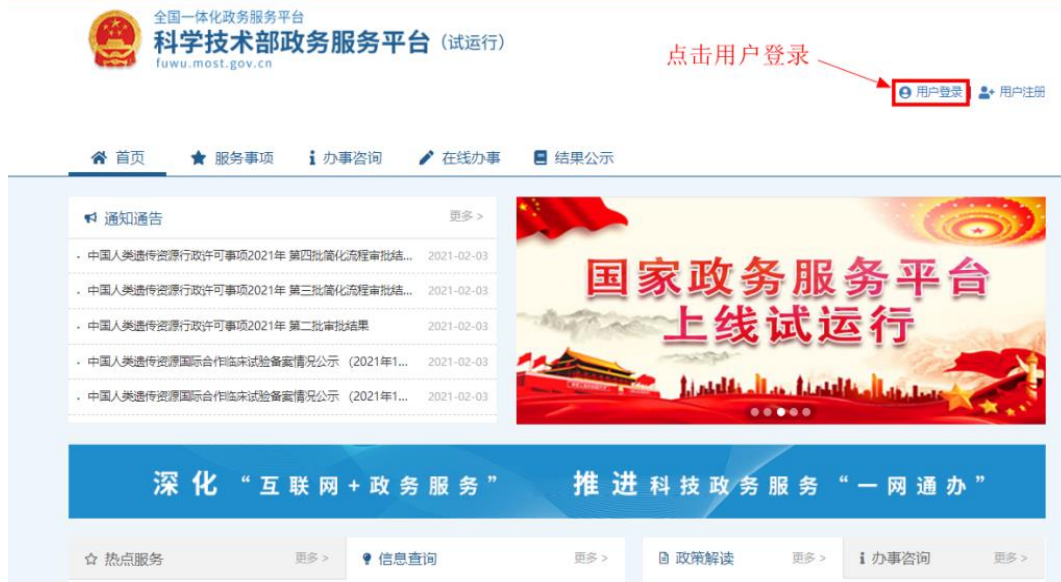 全国一体化政务服务平台
科学技术部政务服务平台（试运行）
fuwu.most.gov.cn
点击用户登录
用户登录 用户注册
首页 服务事项 办事咨询 在线办事 结果公示
通知通告 更多 >
中国人类遗传资源行政许可事项2021年 第四批简化流程审批结... 2021-02-03
中国人类遗传资源行政许可事项2021年 第三批简化流程审批结... 2021-02-03
中国人类遗传资源行政许可事项2021年 第二批审批结果 2021-02-03
中国人类遗传资源国际合作临床试验备案情况公示 （2021年1... 2021-02-03
中国人类遗传资源国际合作临床试验备案情况公示 （2021年1... 2021-02-03
国家政务服务平台
上线试运行
深化“互联网+政务服务” 推进科技政务服务“一网通办”
热点服务 更多 > 信息查询 更多 > 政策解读 更多 > 办事咨询 更多 >